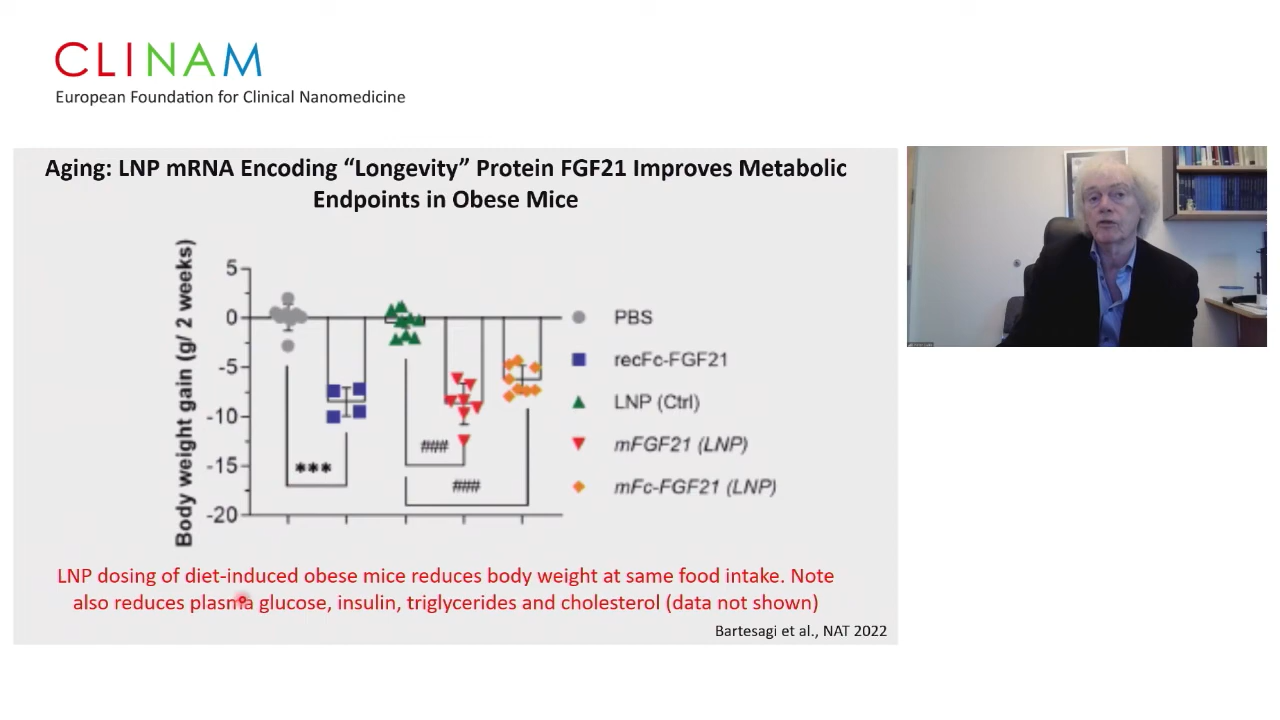 CLINAM
European Foundation for Clinical Nanomedicine
Aging: LNP mRNA Encoding “Longevity” Protein FGF21 Improves Metabolic
Endpoints in Obese Mice
Body weight gain (g/ 2 weeks)
5
0
-5
-10
-15
-20
***
###
###
PBS
recFc-FGF21
LNP (Ctrl)
mFGF21 (LNP)
mFc-FGF21 (LNP)
LNP dosing of diet-induced obese mice reduces body weight at same food intake. Note
also reduces plasma glucose, insulin, triglycerides and cholesterol (data not shown)
Bartesagi et al., NAT 2022